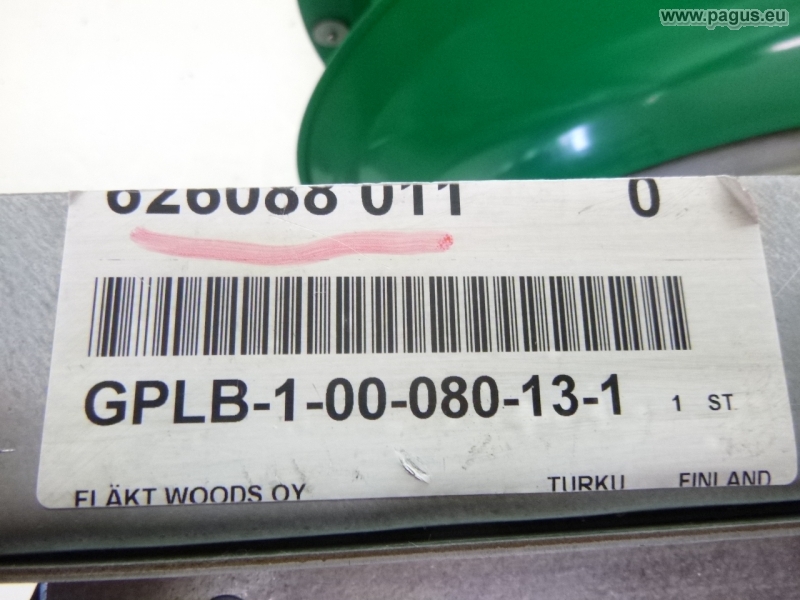 www.pagus.eu
626088 011 0
GPLB-1-00-080-13-1 1 ST
FLÄKT WOODS OY TURKU FINLAND